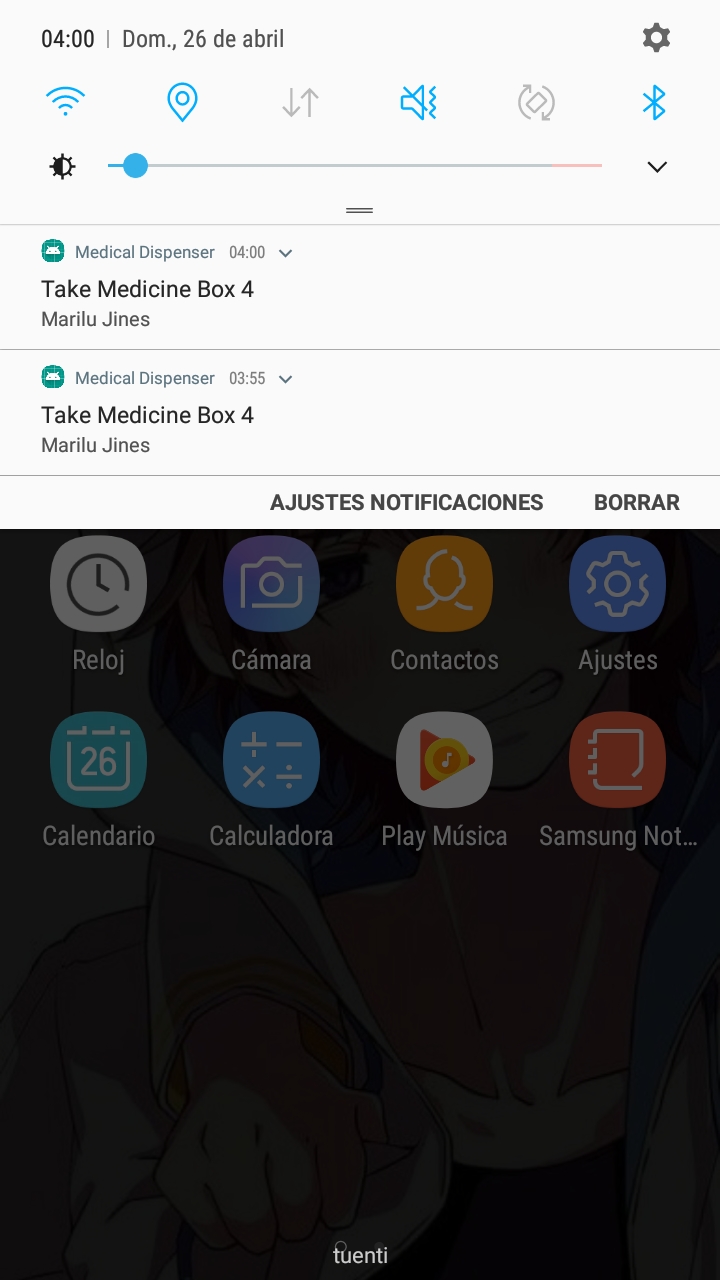 04:00 | Dom., 26 de abril
Medical Dispenser 04:00
Take Medicine Box 4
Marilu Jines
Medical Dispenser 03:55
Take Medicine Box 4
Marilu Jines
AJUSTES NOTIFICACIONES BORRAR
Reloj Cámara Contactos Ajustes
26
Calendario Calculadora Play Música Samsung Not...
tuenti